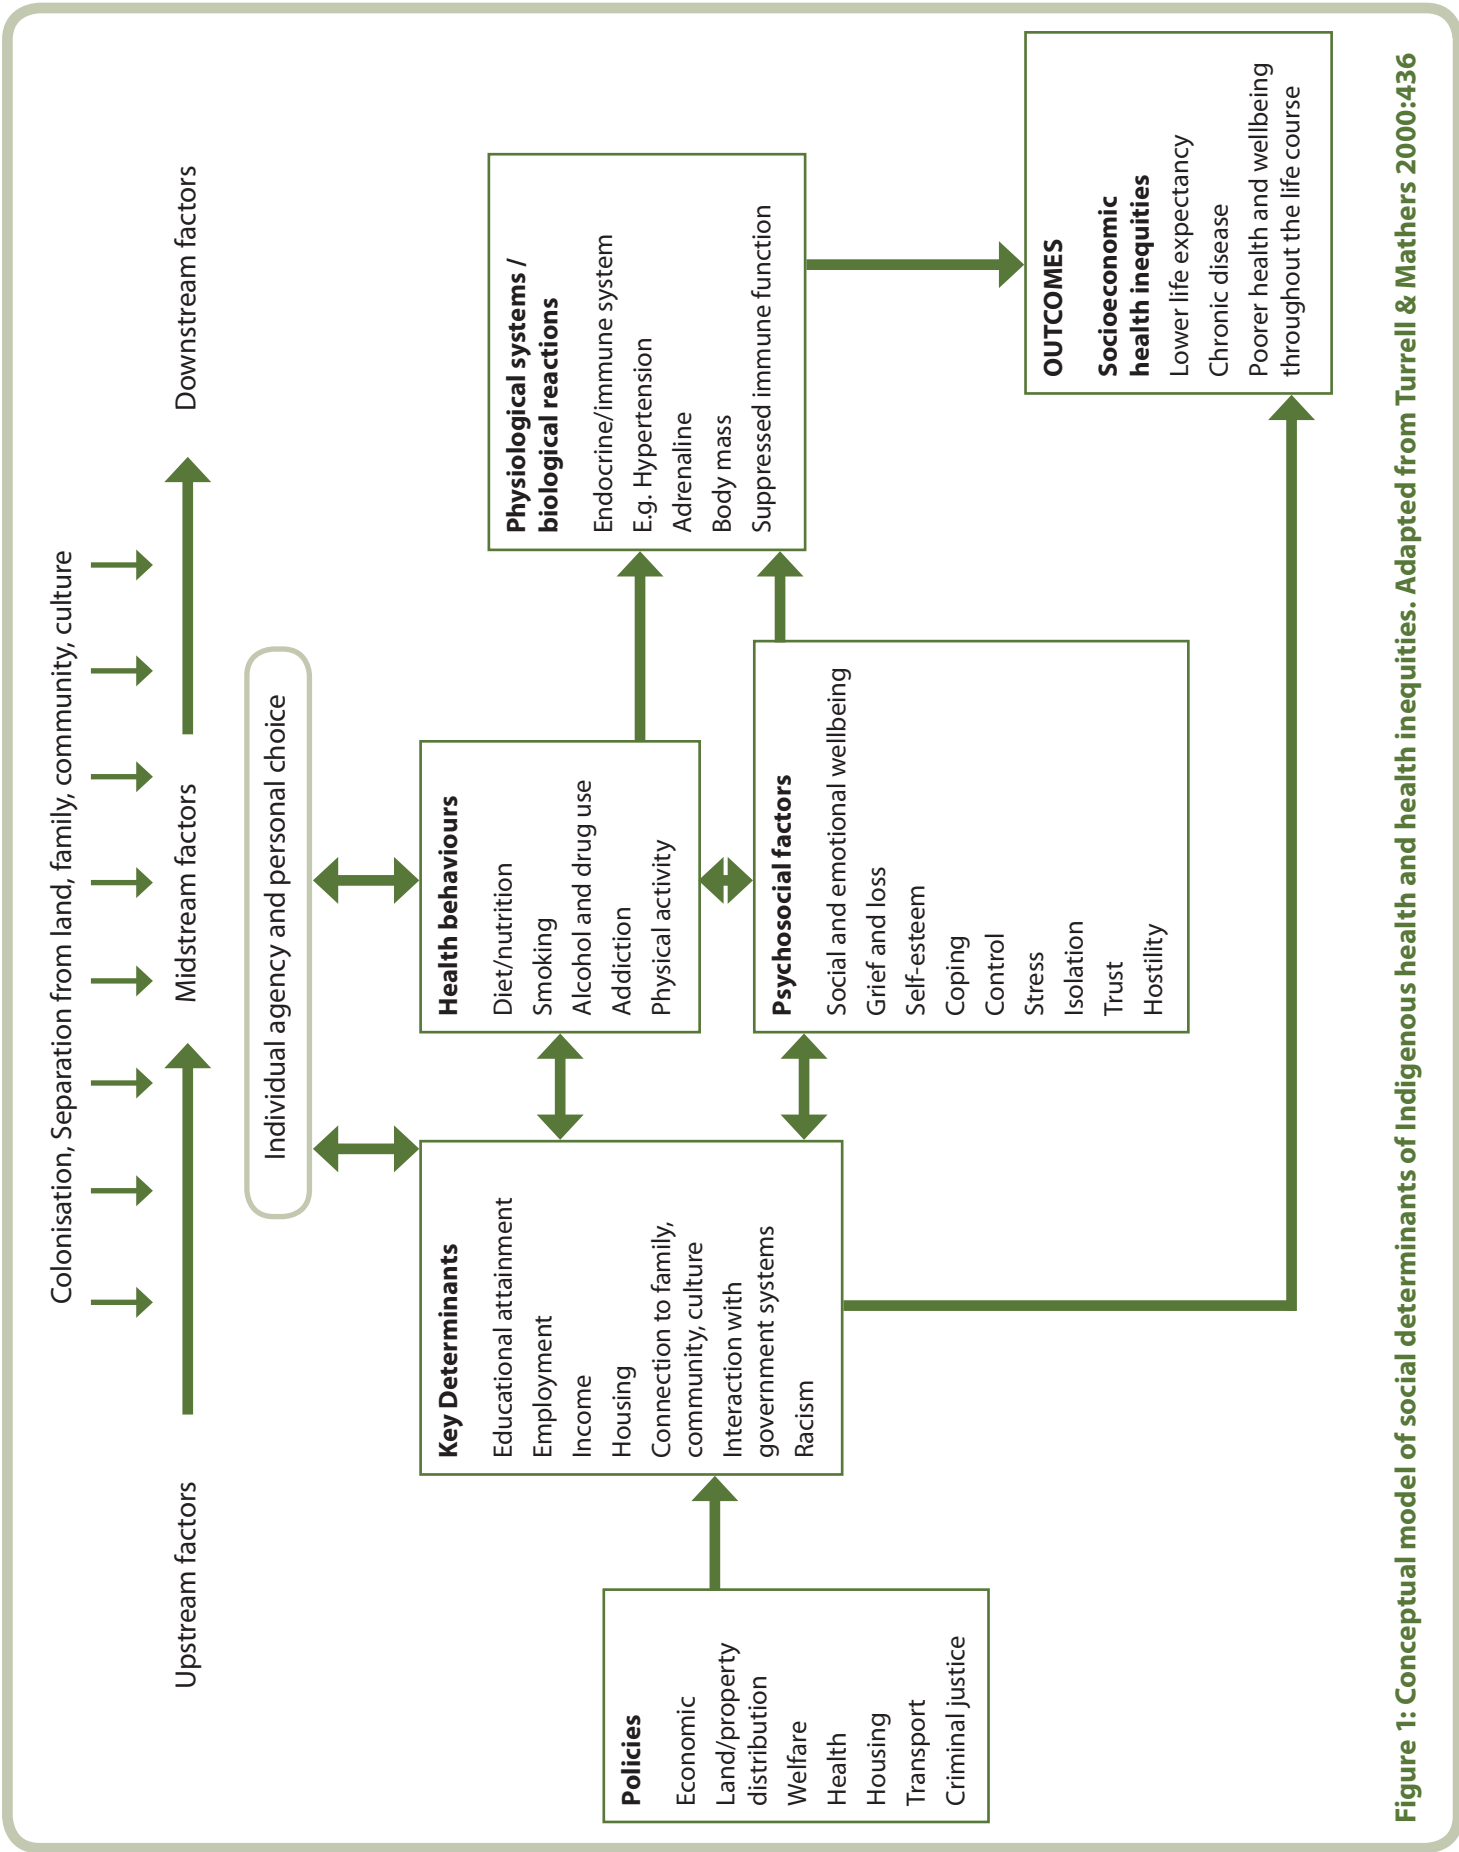 Colonisation, Separation from land, family, community, culture
Upstream factors
Midstream factors
Downstream factors
Individual agency and personal choice
Policies
Economic
Land/property
distribution
Welfare
Health
Housing
Transport
Criminal justice
Key Determinants
Educational attainment
Employment
Income
Housing
Connection to family,
community, culture
Interaction with
government systems
Racism
Health behaviours
Diet/nutrition
Smoking
Alcohol and drug use
Addiction
Physical activity
Psychosocial factors
Social and emotional wellbeing
Grief and loss
Self-esteem
Coping
Control
Stress
Isolation
Trust
Hostility
Physiological systems /
biological reactions
Endocrine/immune system
E.g. Hypertension
Adrenaline
Body mass
Suppressed immune function
OUTCOMES
Socioeconomic
health inequities
Lower life expectancy
Chronic disease
Poorer health and wellbeing
throughout the life course
Figure 1: Conceptual model of social determinants of Indigenous health and health inequities. Adapted from Turrell & Mathers 2000:436